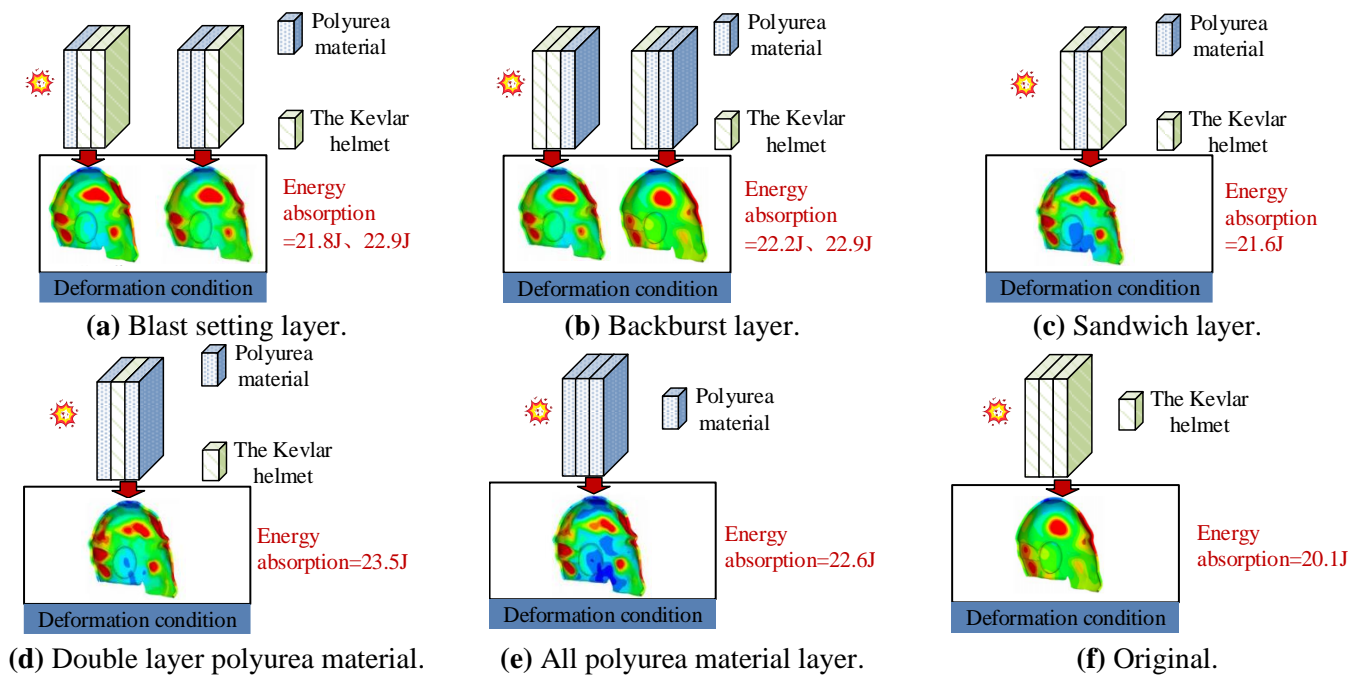 Polyurea
material
The Kevlar
helmet
Energy
absorption
=21.8J、22.9J
Deformation condition
(a) Blast setting layer.
Polyurea
material
The Kevlar
helmet
Energy
absorption
=22.2J、22.9J
Deformation condition
(b) Backburst layer.
Polyurea
material
The Kevlar
helmet
Energy
absorption
=21.6J
Deformation condition
(c) Sandwich layer.
Polyurea
material
The Kevlar
helmet
Energy
absorption=23.5J
Deformation condition
(d) Double layer polyurea material.
Polyurea
material
Energy
absorption=22.6J
Deformation condition
(e) All polyurea material layer.
The Kevlar
helmet
Energy
absorption=20.1J
Deformation condition
(f) Original.